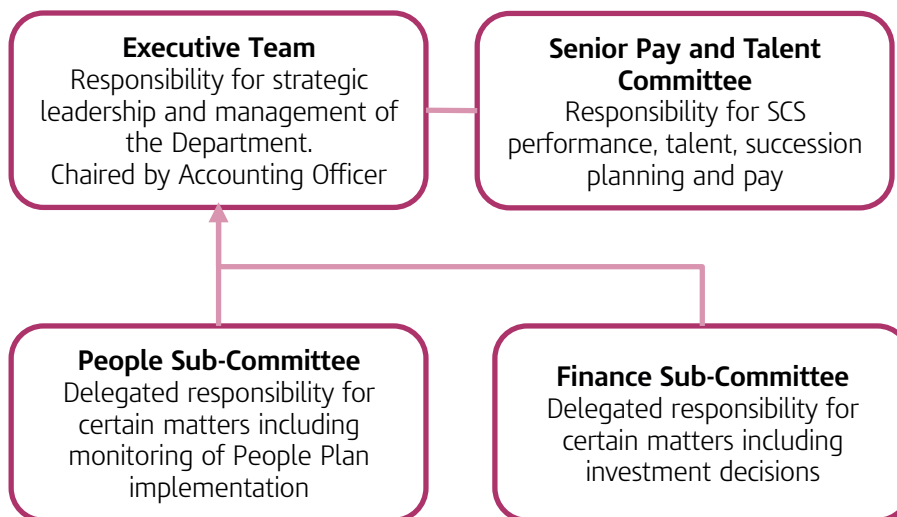 Executive Team
Responsibility for strategic
leadership and management of
the Department.
Chaired by Accounting Officer
Senior Pay and Talent
Committee
Responsibility for SCS
performance, talent, succession
planning and pay
People Sub-Committee
Delegated responsibility for
certain matters including
monitoring of People Plan
implementation
Finance Sub-Committee
Delegated responsibility for
certain matters including
investment decisions